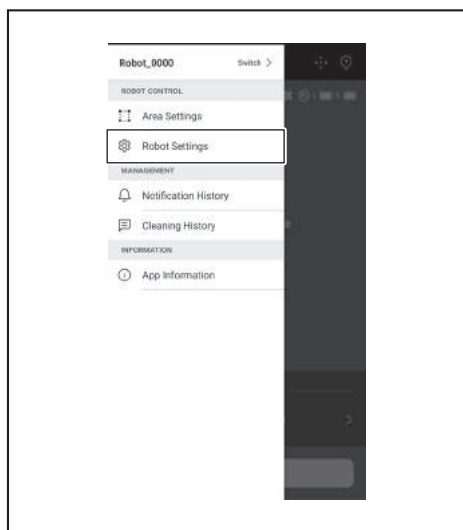 Robot_0000
Switch >
ROBOT CONTROL
Area Settings
Robot Settings
MANAGEMENT
Notification History
Cleaning History
INFORMATION
App Information